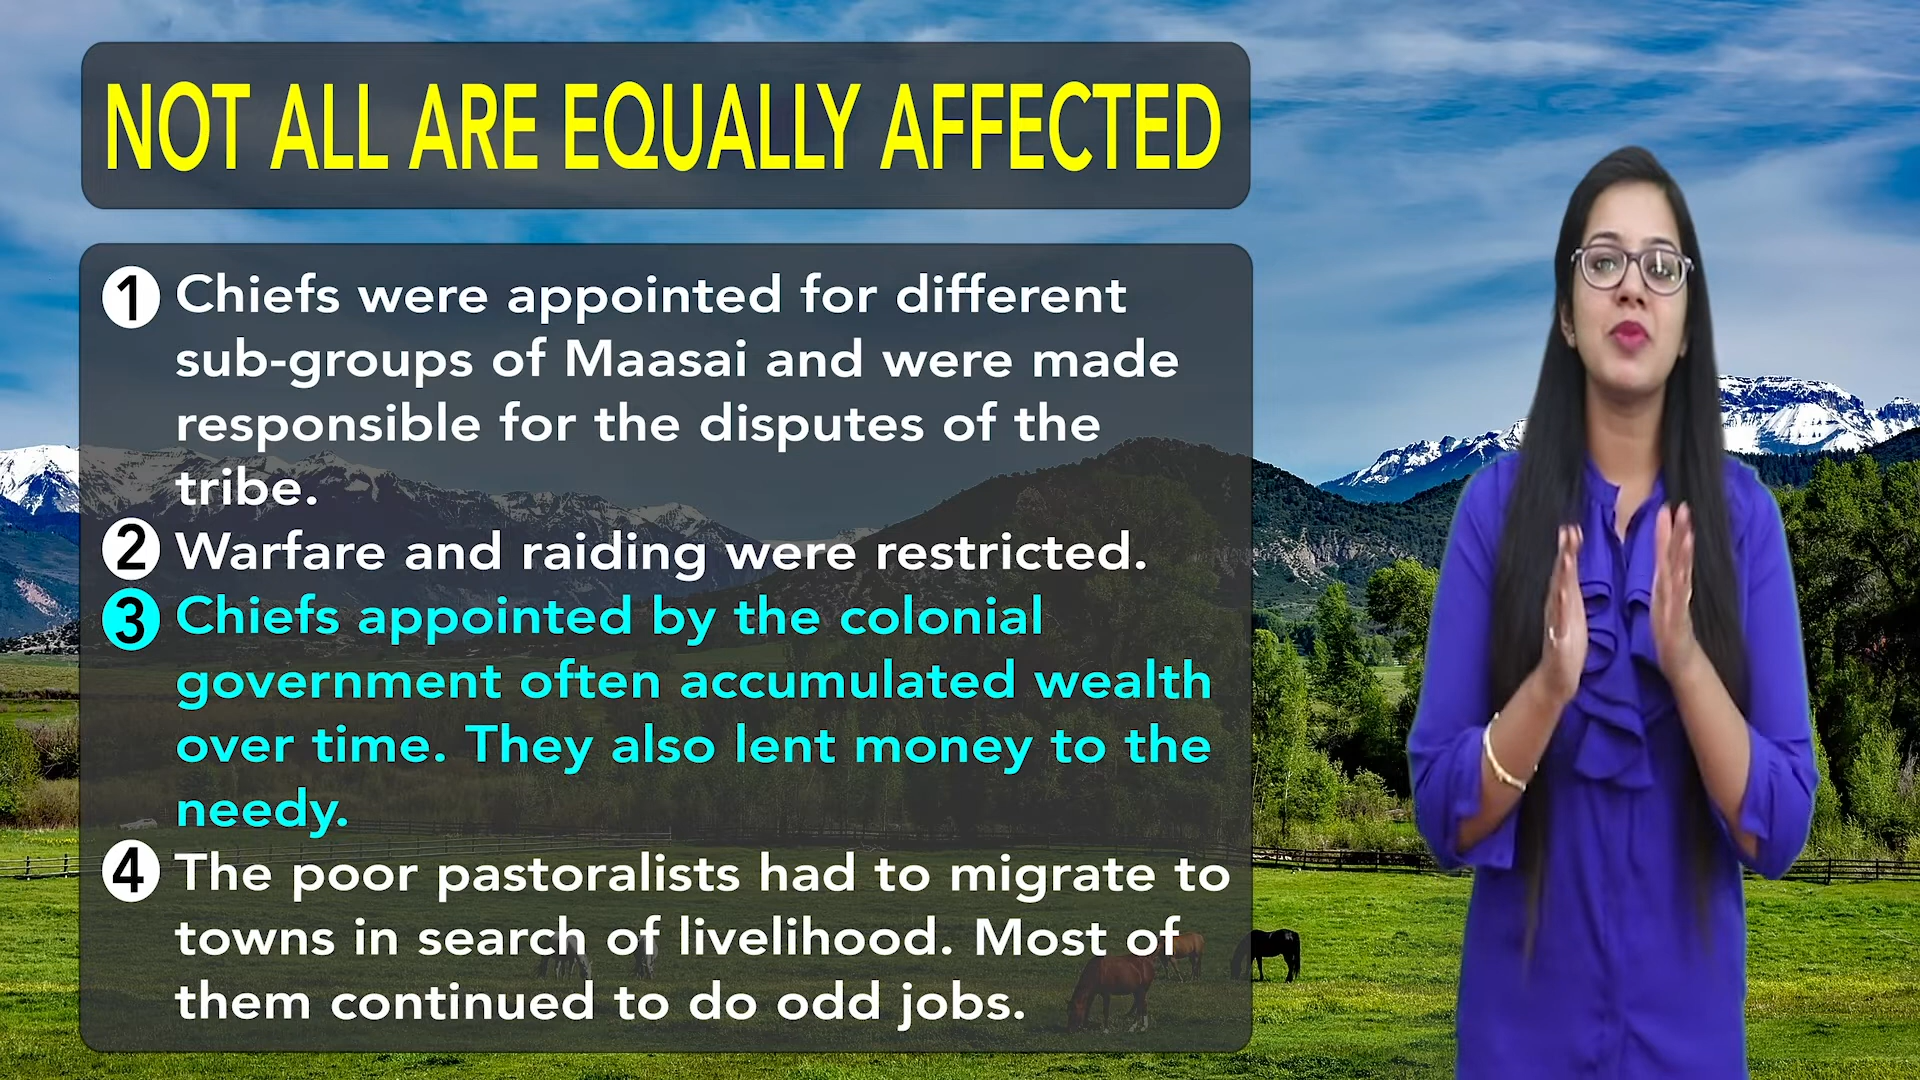 NOT ALL ARE EQUALLY AFFECTED
1 Chiefs were appointed for different
sub-groups of Maasai and were made
responsible for the disputes of the
tribe.
2 Warfare and raiding were restricted.
3 Chiefs appointed by the colonial
government often accumulated wealth
over time. They also lent money to the
needy.
4 The poor pastoralists had to migrate to
towns in search of livelihood. Most of
them continued to do odd jobs.